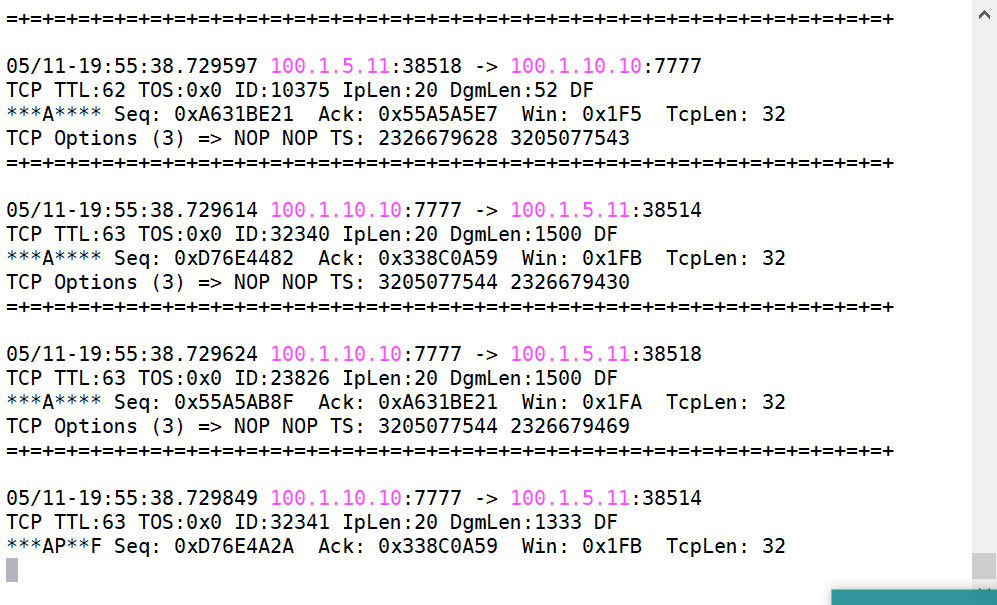 =+=+=+=+=+=+=+=+=+=+=+=+=+=+=+=+=+=+=+=+=+=+=+=+=+=+=+=+=+=+=+=+=+=+=+=+=+
05/11-19:55:38.729597 100.1.5.11:38518 -> 100.1.10.10:7777
TCP TTL:62 TOS:0x0 ID:10375 IpLen:20 DgmLen:52 DF
***A**** Seq: 0xA631BE21  Ack: 0x55A5A5E7  Win: 0x1F5  TcpLen: 32
TCP Options (3) => NOP NOP TS: 2326679628 3205077543
=+=+=+=+=+=+=+=+=+=+=+=+=+=+=+=+=+=+=+=+=+=+=+=+=+=+=+=+=+=+=+=+=+=+=+=+=+
05/11-19:55:38.729614 100.1.10.10:7777 -> 100.1.5.11:38514
TCP TTL:63 TOS:0x0 ID:32340 IpLen:20 DgmLen:1500 DF
***A**** Seq: 0xD76E4482  Ack: 0x338C0A59  Win: 0x1FB  TcpLen: 32
TCP Options (3) => NOP NOP TS: 3205077544 2326679430
=+=+=+=+=+=+=+=+=+=+=+=+=+=+=+=+=+=+=+=+=+=+=+=+=+=+=+=+=+=+=+=+=+=+=+=+=+
05/11-19:55:38.729624 100.1.10.10:7777 -> 100.1.5.11:38518
TCP TTL:63 TOS:0x0 ID:23826 IpLen:20 DgmLen:1500 DF
***A**** Seq: 0x55A5AB8F  Ack: 0xA631BE21  Win: 0x1FA  TcpLen: 32
TCP Options (3) => NOP NOP TS: 3205077544 2326679469
=+=+=+=+=+=+=+=+=+=+=+=+=+=+=+=+=+=+=+=+=+=+=+=+=+=+=+=+=+=+=+=+=+=+=+=+=+
05/11-19:55:38.729849 100.1.10.10:7777 -> 100.1.5.11:38514
TCP TTL:63 TOS:0x0 ID:32341 IpLen:20 DgmLen:1333 DF
***AP**F Seq: 0xD76E4A2A  Ack: 0x338C0A59  Win: 0x1FB  TcpLen: 32